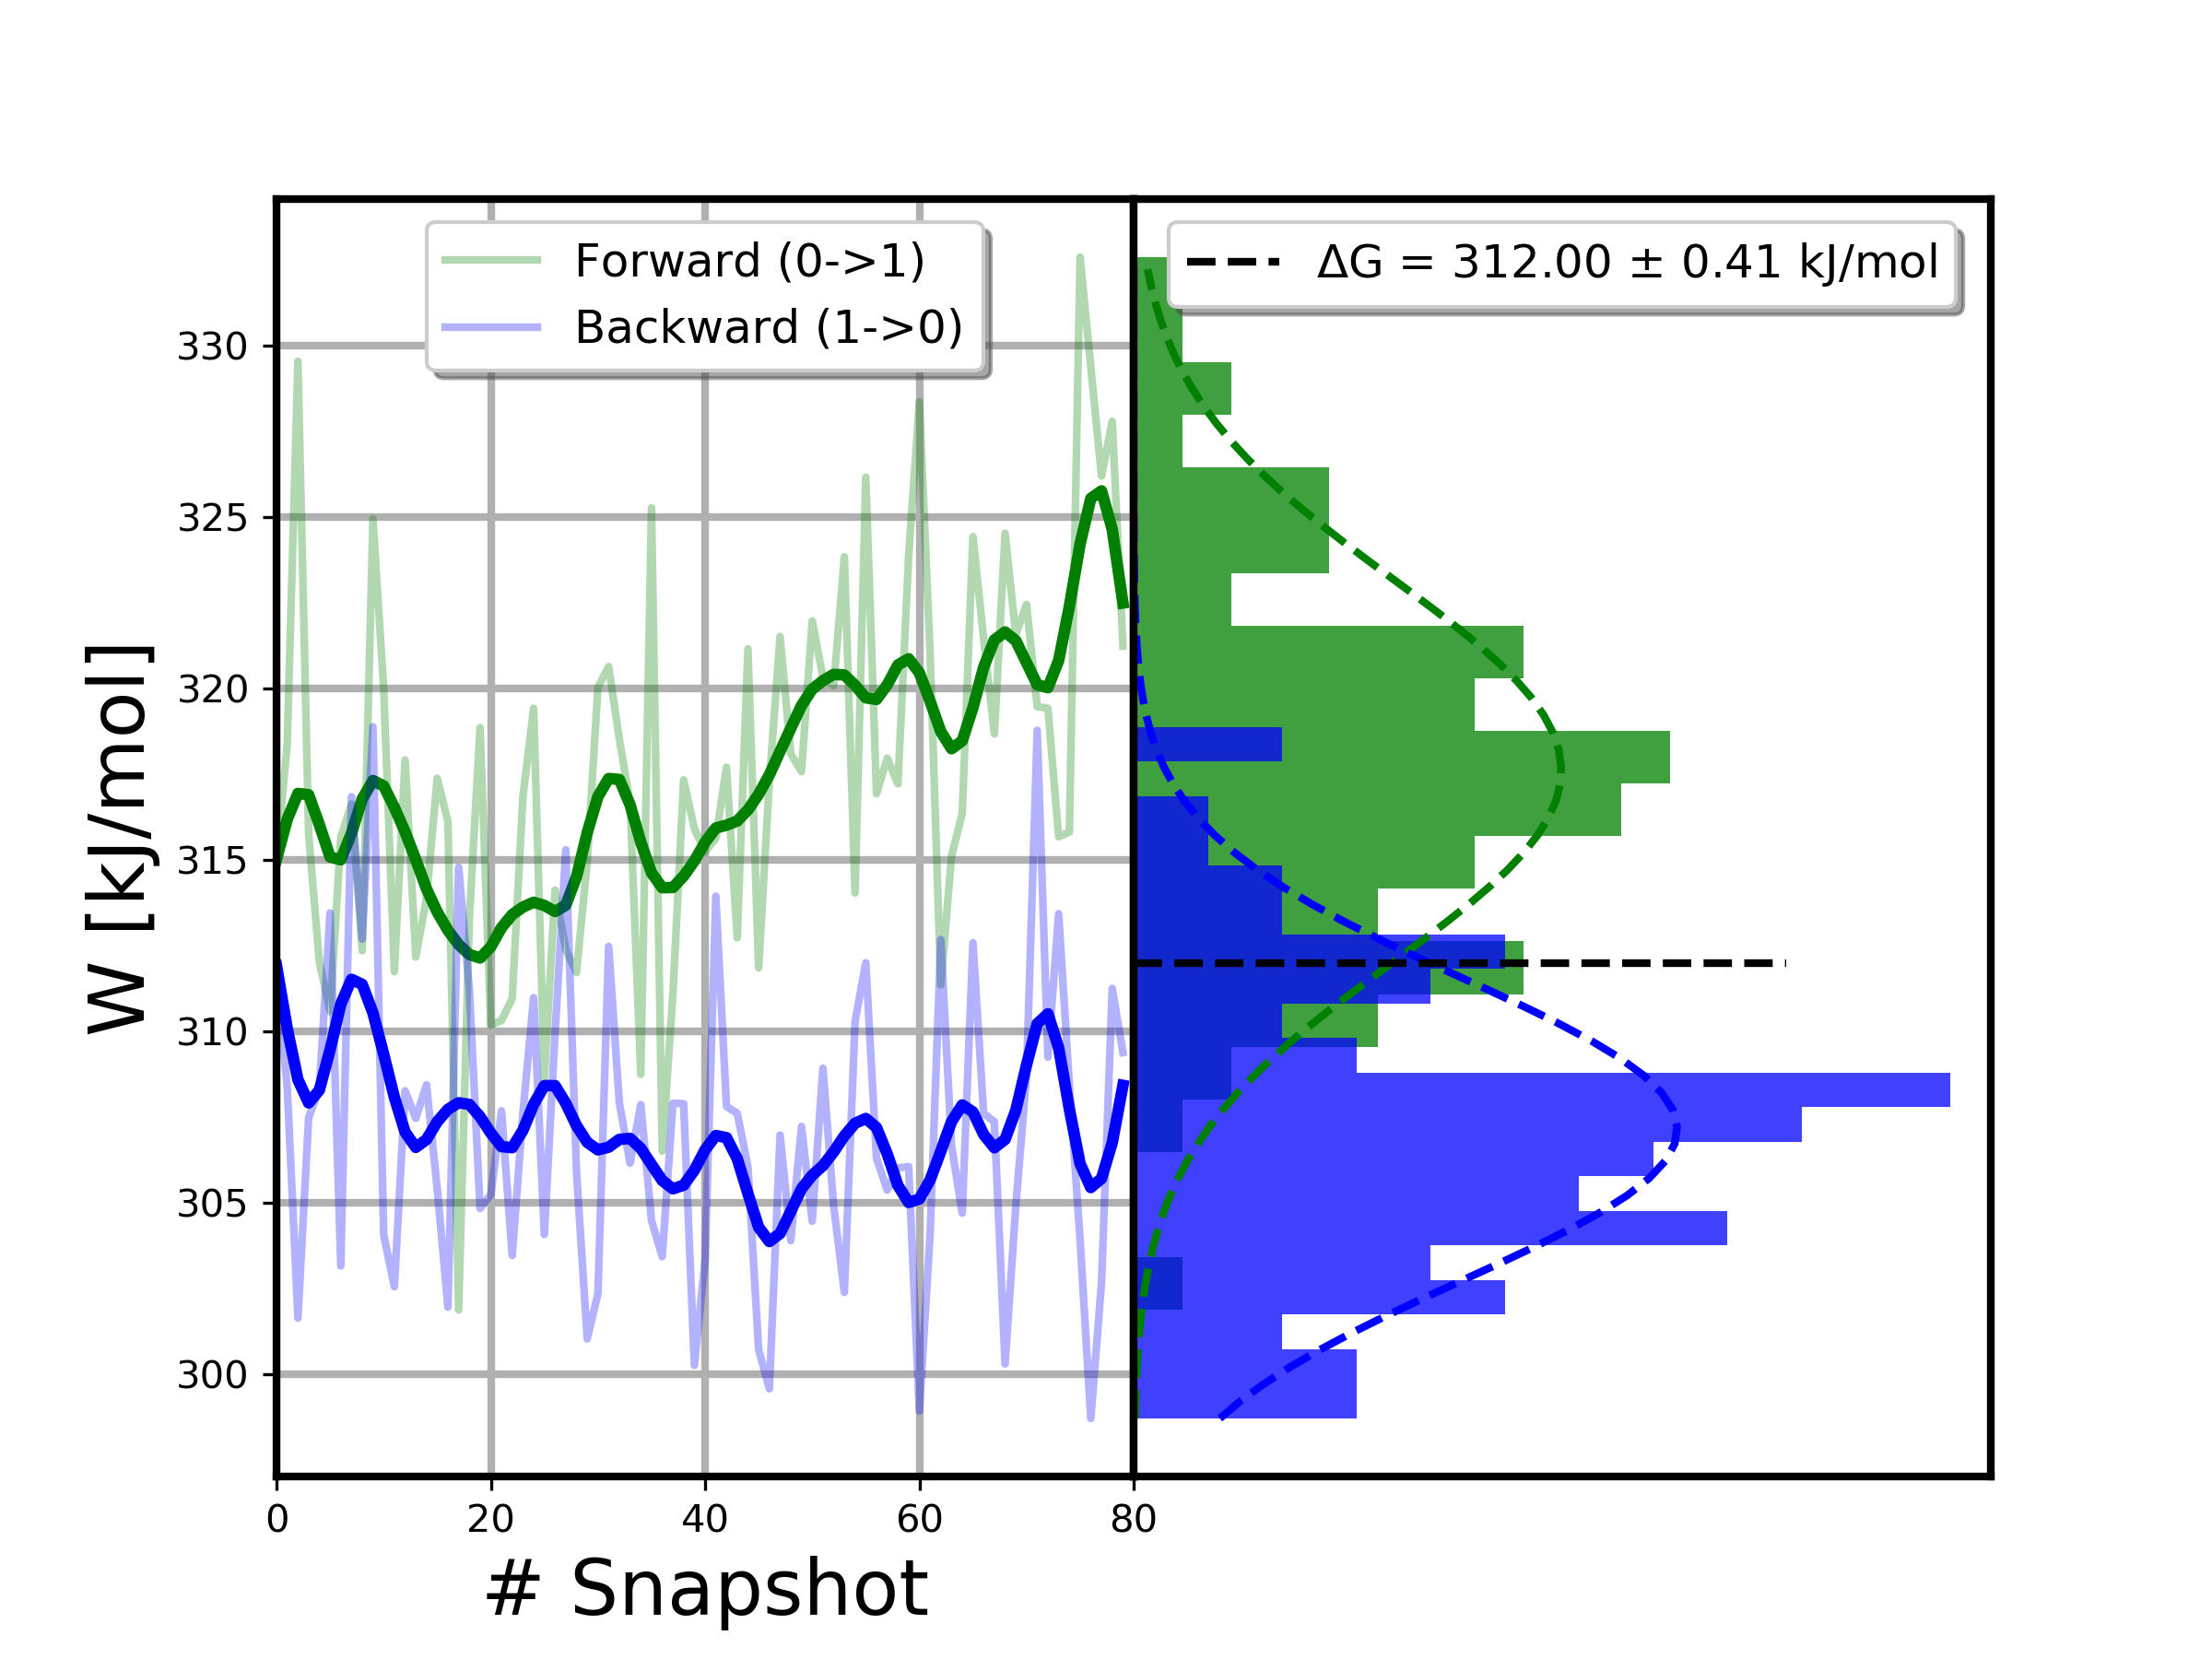 Forward (0->1)
Backward (1->0)
ΔG = 312.00 ± 0.41 kJ/mol
W [kJ/mol]
330
325
320
315
310
305
300
0 20 40 60 80
# Snapshot